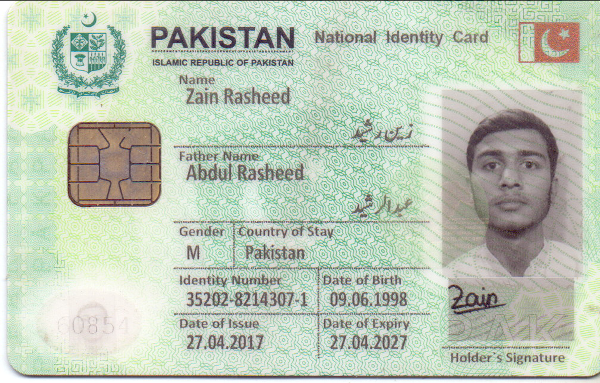 PAKISTAN National Identity Card
ISLAMIC REPUBLIC OF PAKISTAN
Name
Zain Rasheed
زین رشید
Father Name
Abdul Rasheed
عبدالرشید
Gender Country of Stay
M Pakistan
Identity Number Date of Birth
35202-8214307-1 09.06.1998
Date of Issue Date of Expiry
27.04.2017 27.04.2027
60854
Zain
PAK
Holder`s Signature